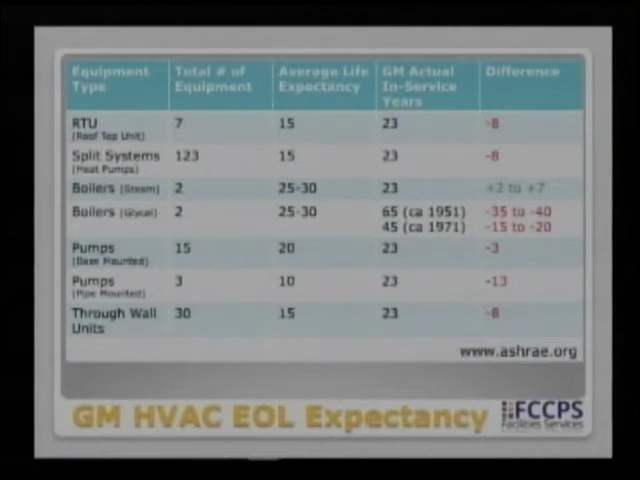 Equipment Type | Total # of Equipment | Average Life Expectancy | GM Actual In-Service Years | Difference
RTU (Roof Top Unit) | 7 | 15 | 23 | -8
Split Systems (Heat Pumps) | 123 | 15 | 23 | -8
Boilers (Steam) | 2 | 25-30 | 23 | +2 to +7
Boilers (Glycol) | 2 | 25-30 | 65 (ca 1951) 45 (ca 1971) | -35 to -40 -15 to -20
Pumps (Base Mounted) | 15 | 20 | 23 | -3
Pumps (Pipe Mounted) | 3 | 10 | 23 | -13
Through Wall Units | 30 | 15 | 23 | -8
www.ashrae.org
GM HVAC EOL Expectancy
FCCPS
Facilities Services